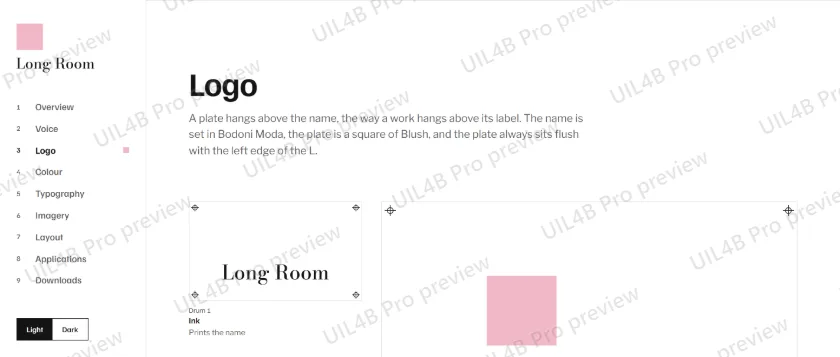 Long Room
1 Overview
2 Voice
3 Logo
4 Colour
5 Typography
6 Imagery
7 Layout
8 Applications
9 Downloads
Light Dark
Logo
A plate hangs above the name, the way a work hangs above its label. The name is
set in Bodoni Moda, the plate is a square of Blush, and the plate always sits flush
with the left edge of the L.
Long Room
Drum 1
Ink
Prints the name
UIL4B Pro preview